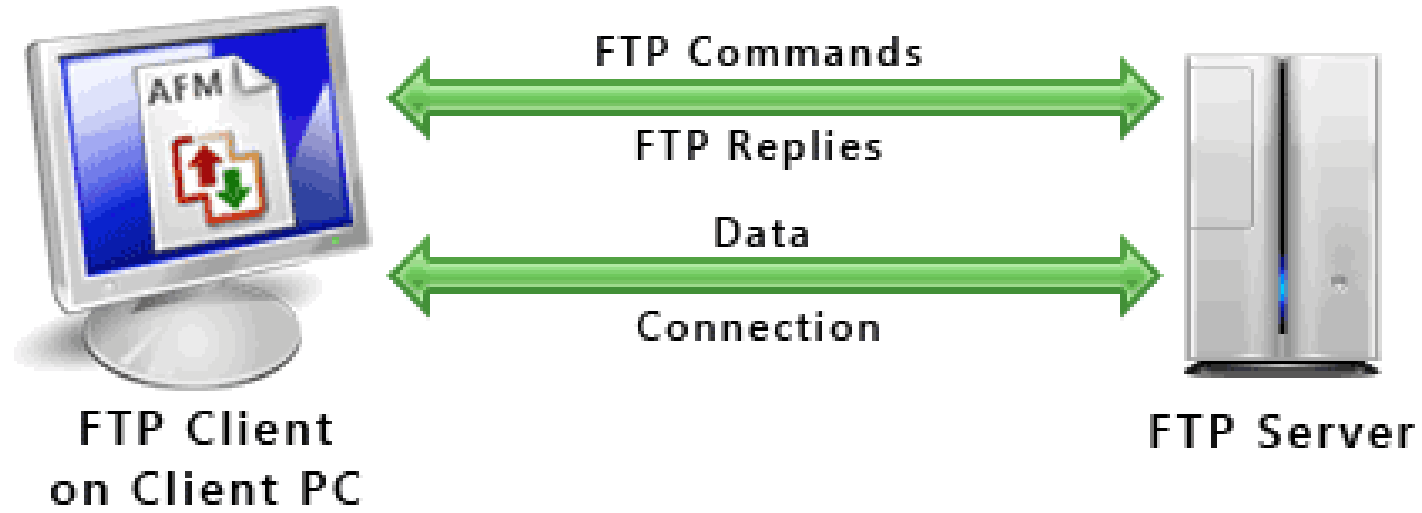 AFM
FTP Commands
FTP Replies
Data
Connection
FTP Client
on Client PC
FTP Server